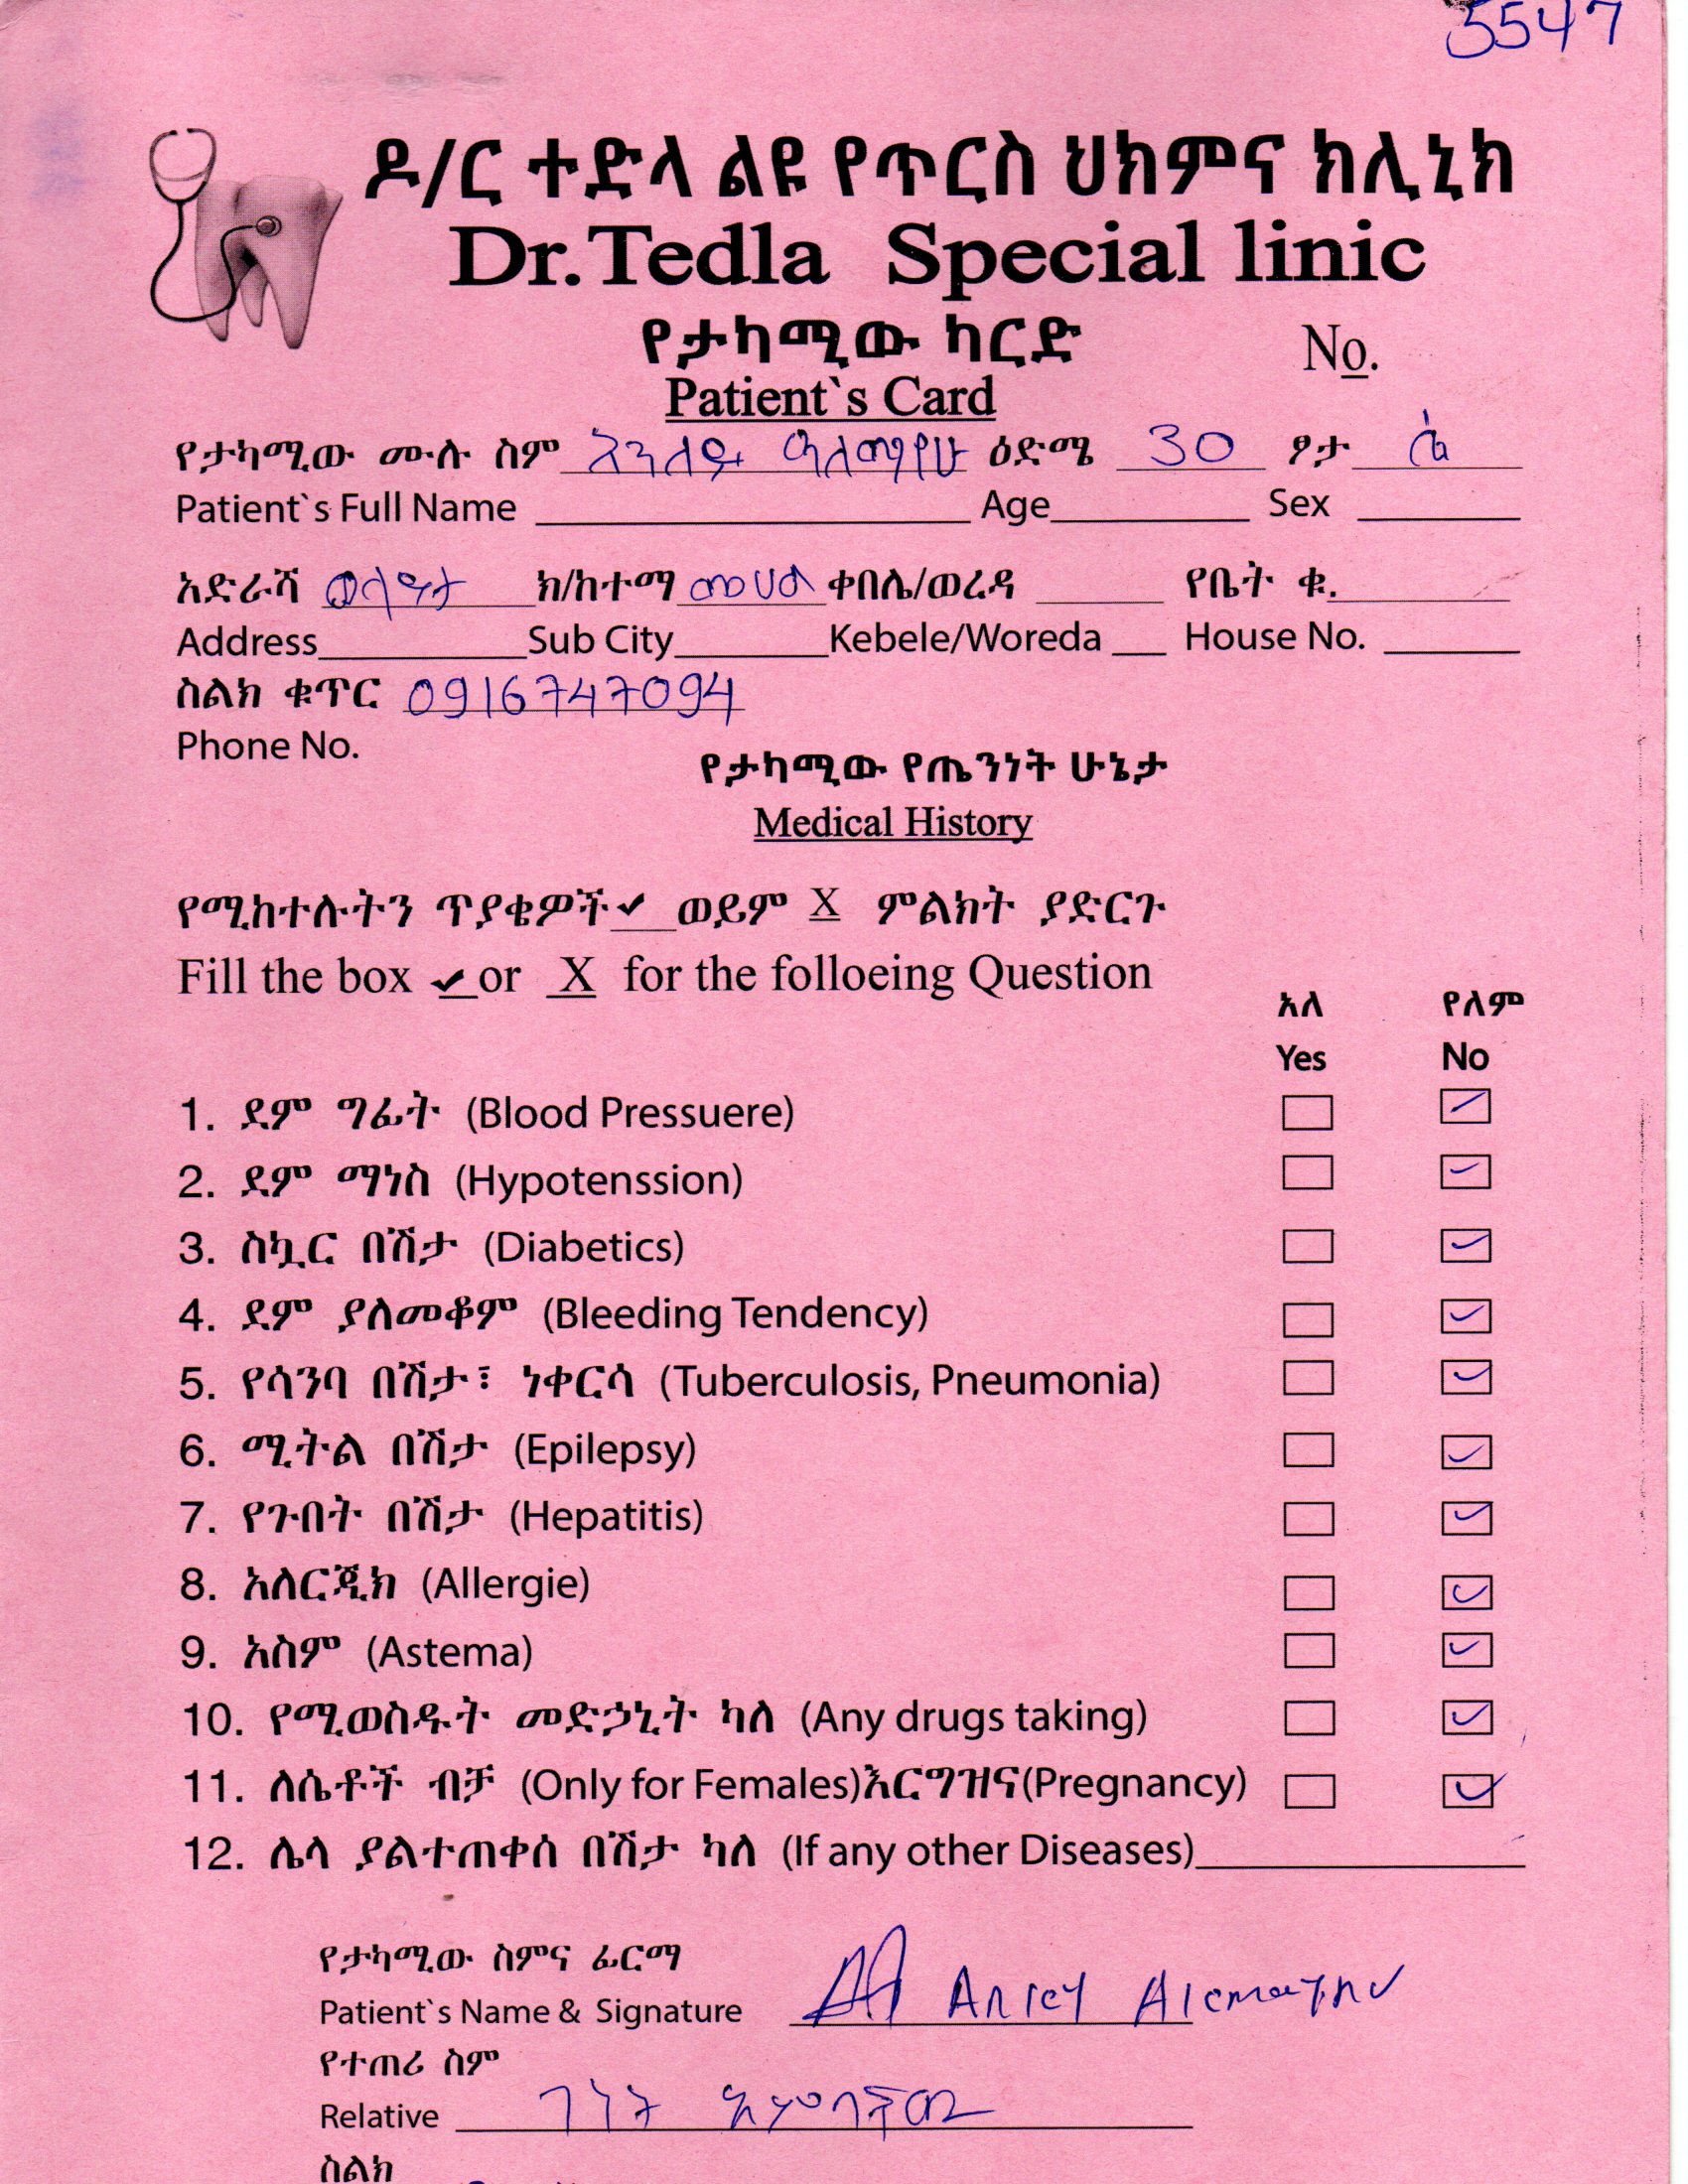 5547
ዶ/ር ተድላ ልዩ የጥርስ ህክምና ክሊኒክ
Dr. Tedla Special linic
የታካሚው ካርድ
No.
Patient`s Card
የታካሚው ሙሉ ስም አንለይ ዓለማየሁ ዕድሜ 30 ፆታ ሴ
Patient`s Full Name Age Sex
አድራሻ ወላይታ ክ/ከተማ መሀል ቀበሌ/ወረዳ የቤት ቁ.
Address Sub City Kebele/Woreda House No.
ስልክ ቁጥር 0916747094
Phone No.
የታካሚው የጤንነት ሁኔታ
Medical History
የሚከተሉትን ጥያቄዎች ✔ ወይም X ምልክት ያድርጉ
Fill the box ✔ or X for the folloeing Question
አለ የለም
Yes No
1. ደም ግፊት (Blood Pressuere)
2. ደም ማነስ (Hypotenssion)
3. ስኳር በሽታ (Diabetics)
4. ደም ያለመቆም (Bleeding Tendency)
5. የሳንባ በሽታ፣ ነቀርሳ (Tuberculosis, Pneumonia)
6. ሚትል በሽታ (Epilepsy)
7. የጉበት በሽታ (Hepatitis)
8. አለርጂክ (Allergie)
9. አስም (Astema)
10. የሚወስዱት መድኃኒት ካለ (Any drugs taking)
11. ለሴቶች ብቻ (Only for Females)እርግዝና(Pregnancy)
12. ሌላ ያልተጠቀሰ በሽታ ካለ (If any other Diseases)
የታካሚው ስምና ፊርማ
Patient`s Name & Signature Anley Alemayhu
የተጠሪ ስም
Relative ገነት
ስልክ